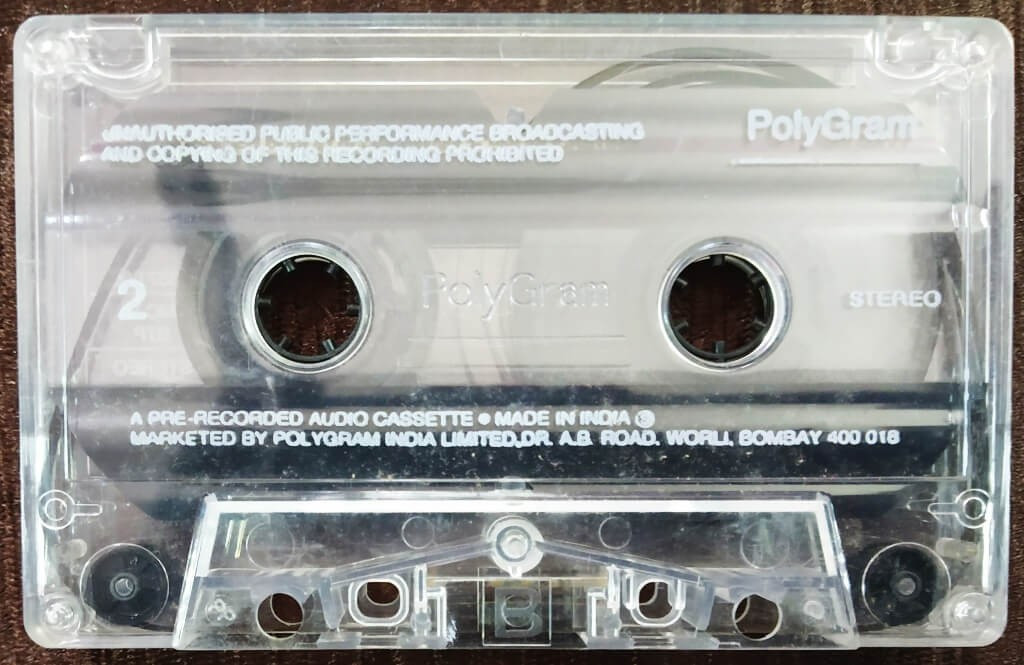 UNAUTHORISED PUBLIC PERFORMANCE BROADCASTING
AND COPYING OF THIS RECORDING PROHIBITED
PolyGram
2
PolyGram
STEREO
A PRE-RECORDED AUDIO CASSETTE • MADE IN INDIA
MARKETED BY POLYGRAM INDIA LIMITED, DR. A.B. ROAD. WORLI, BOMBAY 400 018